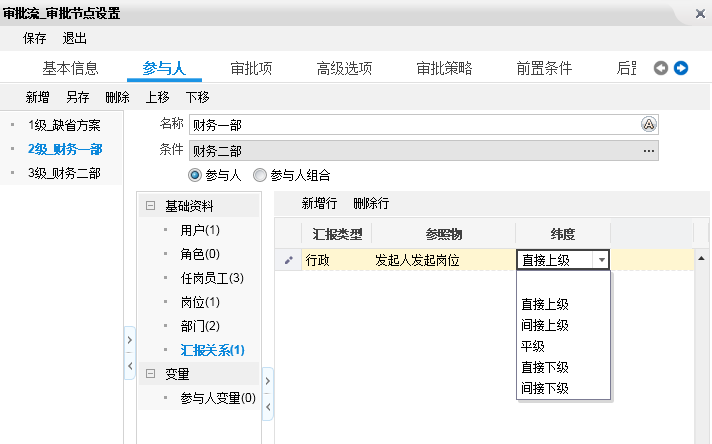 审批流_审批节点设置
保存 退出
基本信息 参与人 审批项 高级选项 审批策略 前置条件 后置
新增 另存 删除 上移 下移
1级_缺省方案
2级_财务一部
3级_财务二部
名称 财务一部
条件 财务二部 ...
参与人 参与人组合
基础资料
用户(1)
角色(0)
任岗员工(3)
岗位(1)
部门(2)
汇报关系(1)
变量
参与人变量(0)
新增行 删除行
汇报类型 参照物 纬度
行政 发起人发起岗位 直接上级
直接上级
间接上级
平级
直接下级
间接下级